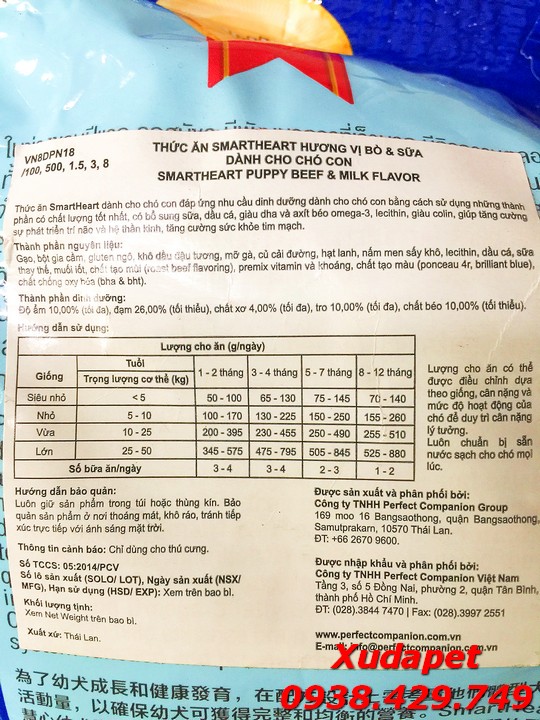 VN8DPN18
/100, 500, 1.5, 3, 8
THỨC ĂN SMARTHEART HƯƠNG VỊ BÒ & SỮA
DÀNH CHO CHÓ CON
SMARTHEART PUPPY BEEF & MILK FLAVOR
Thức ăn SmartHeart dành cho chó con đáp ứng nhu cầu dinh dưỡng dành cho chó con bằng cách sử dụng những thành
phần có chất lượng tốt nhất, có bổ sung sữa, dầu cá, giàu dha và axít béo omega-3, lecithin, giàu colin, giúp tăng cường
sự phát triển trí não và hệ thần kinh, tăng cường sức khỏe tim mạch.
Thành phần nguyên liệu:
Gạo, bột gia cầm, gluten ngô, khô dầu đậu tương, mỡ gà, củ cải đường, hạt lanh, nấm men sấy khô, lecithin, dầu cá, sữa
thay thế, muối iốt, chất tạo mùi (roast beef flavoring), premix vitamin và khoáng, chất tạo màu (ponceau 4r, brilliant blue),
chất chống oxy hóa (bha & bht).
Thành phần dinh dưỡng:
Độ ẩm 10,00% (tối đa), đạm 26,00% (tối thiểu), chất xơ 4,00% (tối đa), tro 10,00% (tối đa), chất béo 10,00% (tối thiểu).
Hướng dẫn sử dụng:
Lượng cho ăn (g/ngày)
Giống Tuổi 1 - 2 tháng 3 - 4 tháng 5 - 7 tháng 8 - 12 tháng
Trọng lượng cơ thể (kg)
Siêu nhỏ < 5 50 - 100 65 - 130 75 - 145 70 - 140
Nhỏ 5 - 10 100 - 170 130 - 225 150 - 250 155 - 260
Vừa 10 - 25 200 - 395 230 - 455 250 - 490 255 - 510
Lớn 25 - 50 345 - 575 475 - 795 505 - 845 525 - 880
Số bữa ăn/ngày 3 - 4 3 - 4 2 - 3 1 - 2
Lượng cho ăn có thể
được điều chỉnh dựa
theo giống, cân nặng và
mức độ hoạt động của
chó để duy trì cân nặng
lý tưởng.
Luôn chuẩn bị sẵn
nước sạch cho chó mọi
lúc.
Hướng dẫn bảo quản:
Luôn giữ sản phẩm trong túi hoặc thùng kín. Bảo
quản sản phẩm ở nơi thoáng mát, khô ráo, tránh tiếp
xúc trực tiếp với ánh sáng mặt trời.
Thông tin cảnh báo: Chỉ dùng cho thú cưng.
Số TCCS: 05:2014/PCV
Số lô sản xuất (SOLO/ LOT), Ngày sản xuất (NSX/
MFG), Hạn sử dụng (HSD/ EXP): Xem trên bao bì.
Khối lượng tịnh:
Xem Net Weight trên bao bì.
Xuất xứ: Thái Lan.
Được sản xuất và phân phối bởi:
Công ty TNHH Perfect Companion Group
169 moo 16 Bangsaothong, quận Bangsaothong,
Samutprakarn, 10570 Thái Lan.
ĐT: +66 2670 9600.
Được nhập khẩu và phân phối bởi:
Công ty TNHH Perfect Companion Việt Nam
Tầng 3, số 5 Đồng Nai, phường 2, quận Tân Bình,
thành phố Hồ Chí Minh.
ĐT: (028).3844 7470 | Fax: (028).3997 2551
www.perfectcompanion.com.vn
E-mail: info@perfectcompanion.com.vn
Xudapet
0938.429.749
為了幼犬成長和健康發育，在
活動量，以確保幼犬可獲得完整和均衡的營養。SmartHear